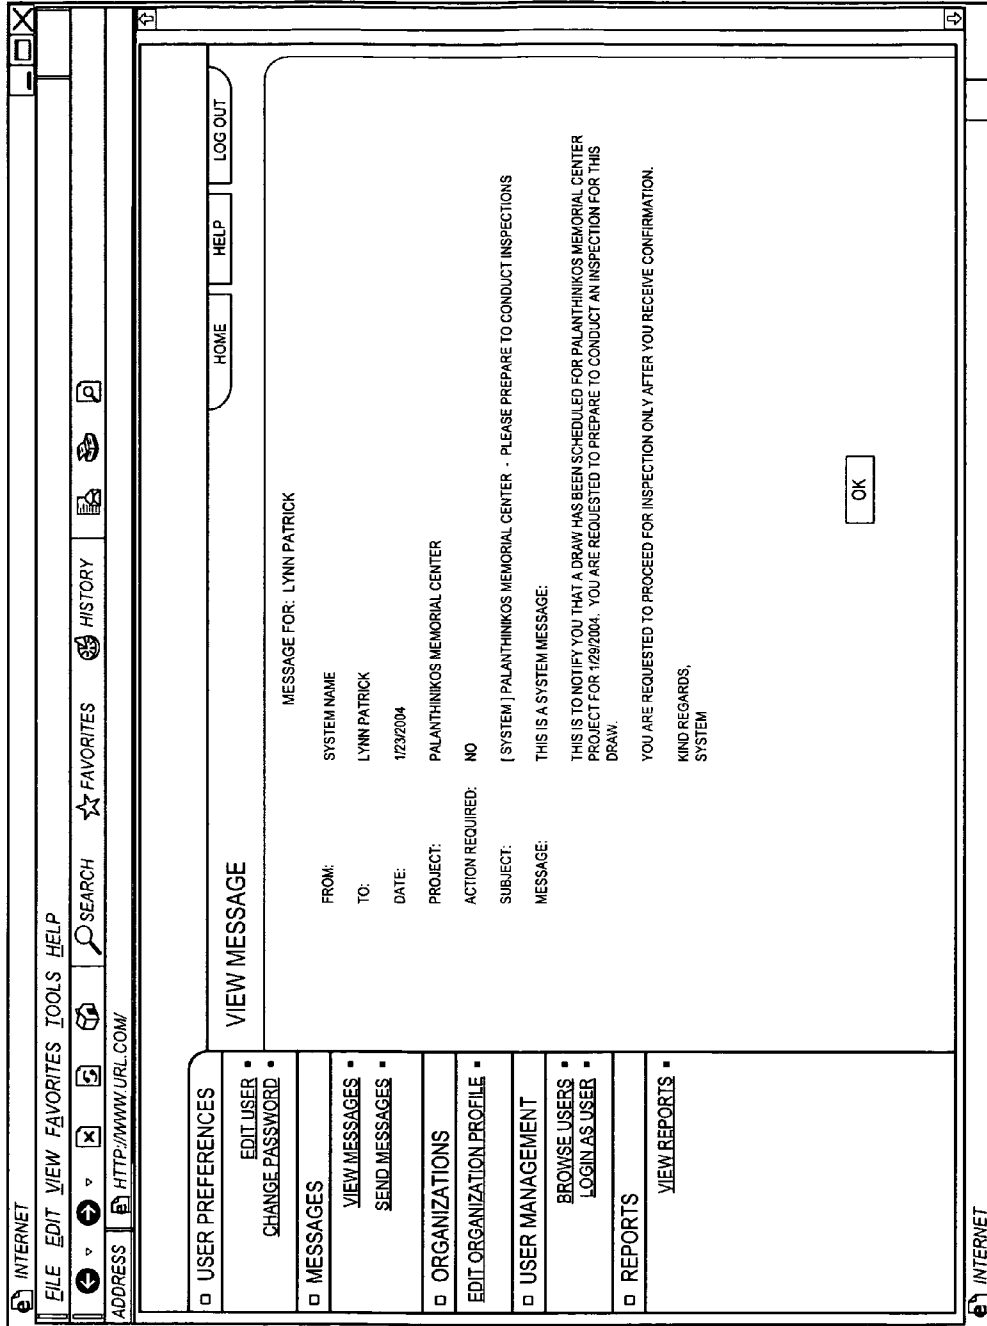 INTERNET
FILE EDIT VIEW FAVORITES TOOLS HELP
SEARCH FAVORITES HISTORY
ADDRESS HTTP://WWW.URL.COM/
HOME HELP LOG OUT
USER PREFERENCES
EDIT USER
CHANGE PASSWORD
MESSAGES
VIEW MESSAGES
SEND MESSAGES
ORGANIZATIONS
EDIT ORGANIZATION PROFILE
USER MANAGEMENT
BROWSE USERS
LOGIN AS USER
REPORTS
VIEW REPORTS
VIEW MESSAGE
MESSAGE FOR: LYNN PATRICK
FROM: SYSTEM NAME
TO: LYNN PATRICK
DATE: 1/23/2004
PROJECT: PALANTHINIKOS MEMORIAL CENTER
ACTION REQUIRED: NO
SUBJECT: [ SYSTEM ] PALANTHINIKOS MEMORIAL CENTER - PLEASE PREPARE TO CONDUCT INSPECTIONS
MESSAGE: THIS IS A SYSTEM MESSAGE:
THIS IS TO NOTIFY YOU THAT A DRAW HAS BEEN SCHEDULED FOR PALANTHINIKOS MEMORIAL CENTER
PROJECT FOR 1/29/2004. YOU ARE REQUESTED TO PREPARE TO CONDUCT AN INSPECTION FOR THIS
DRAW.
YOU ARE REQUESTED TO PROCEED FOR INSPECTION ONLY AFTER YOU RECEIVE CONFIRMATION.
KIND REGARDS,
SYSTEM
OK
INTERNET